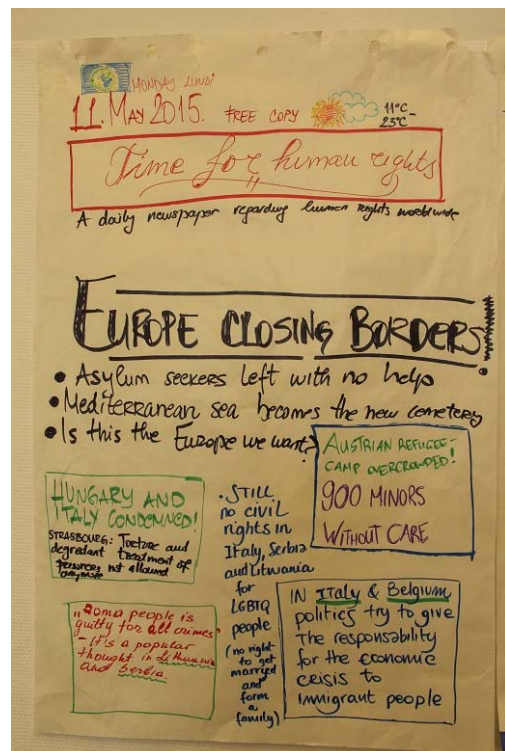 MONDAY LUNDI
11. MAY 2015. FREE COPY 11°C -
23°C
Time for human rights
A daily newspaper regarding human rights worldwide
EUROPE CLOSING BORDERS!
• Asylum seekers left with no help
• Mediterranean sea becomes the new cemetery
• Is this the Europe we want?
AUSTRIAN REFUGEE-
CAMP OVERCROWDED!
900 MINORS
WITHOUT CARE
HUNGARY AND
ITALY CONDEMNED!
STRASBOURG: Torture and
degradant treatment of
not allowed
anymore
• STILL
no civil
rights in
Italy, Serbia
and Lithuania
for
LGBTQ
people
(no right
to get
married
and
form
a
family)
"Roma people is
guilty for all crimes"
- It's a popular
thought in Lithuania
and Serbia.
IN Italy & Belgium
politics try to give
The responsability
for the economic
crisis to
immigrant people